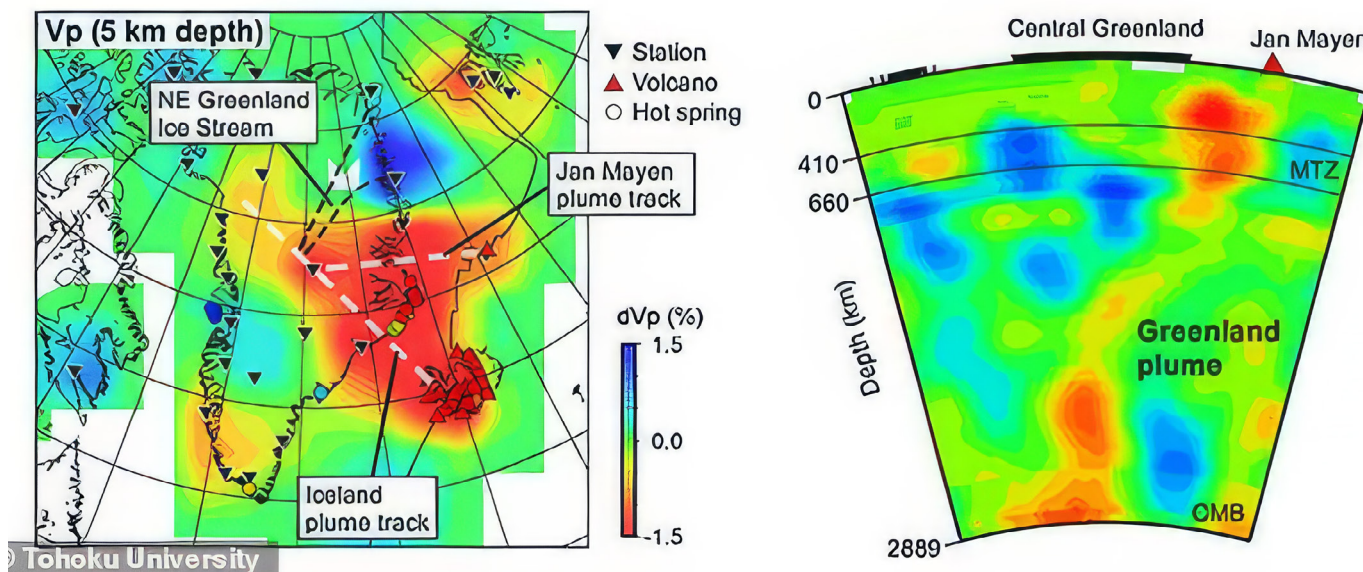 Vp (5 km depth)
NE Greenland
Ice Stream
Station
Volcano
Hot spring
Jan Mayen
plume track
dVp (%)
1.5
0.0
-1.5
Iceland
plume track
© Tohoku University
Central Greenland
Jan Mayen
0
410
660
MTZ
Depth (km)
Greenland
plume
2889
CMB